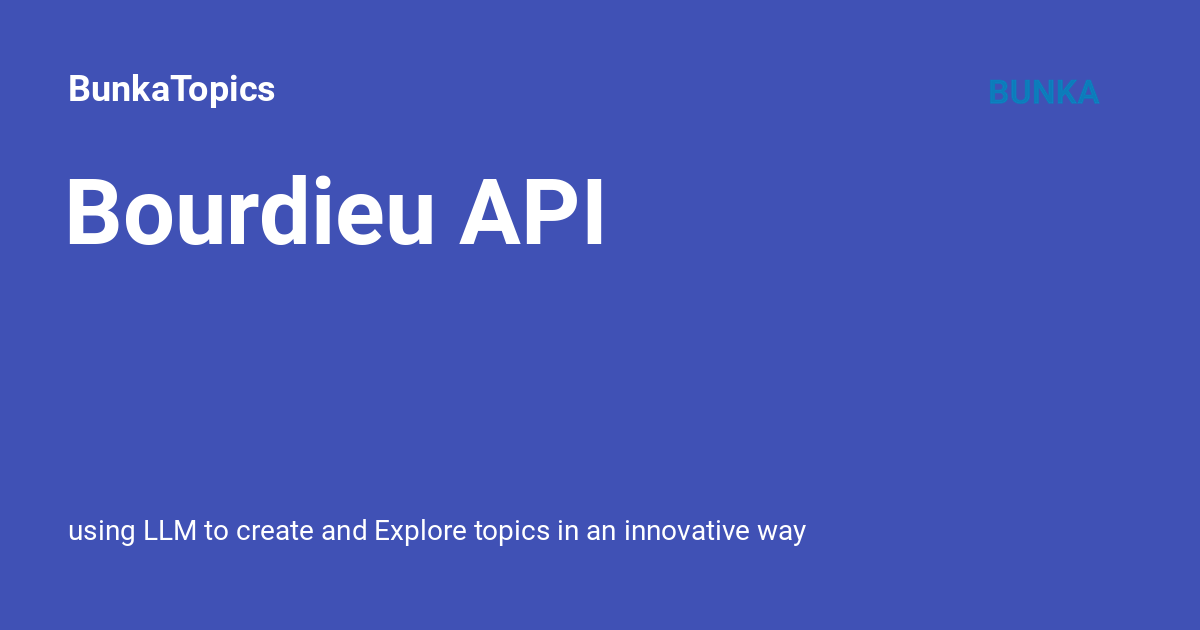 BunkaTopics
BUNKA
Bourdieu API
using LLM to create and Explore topics in an innovative way